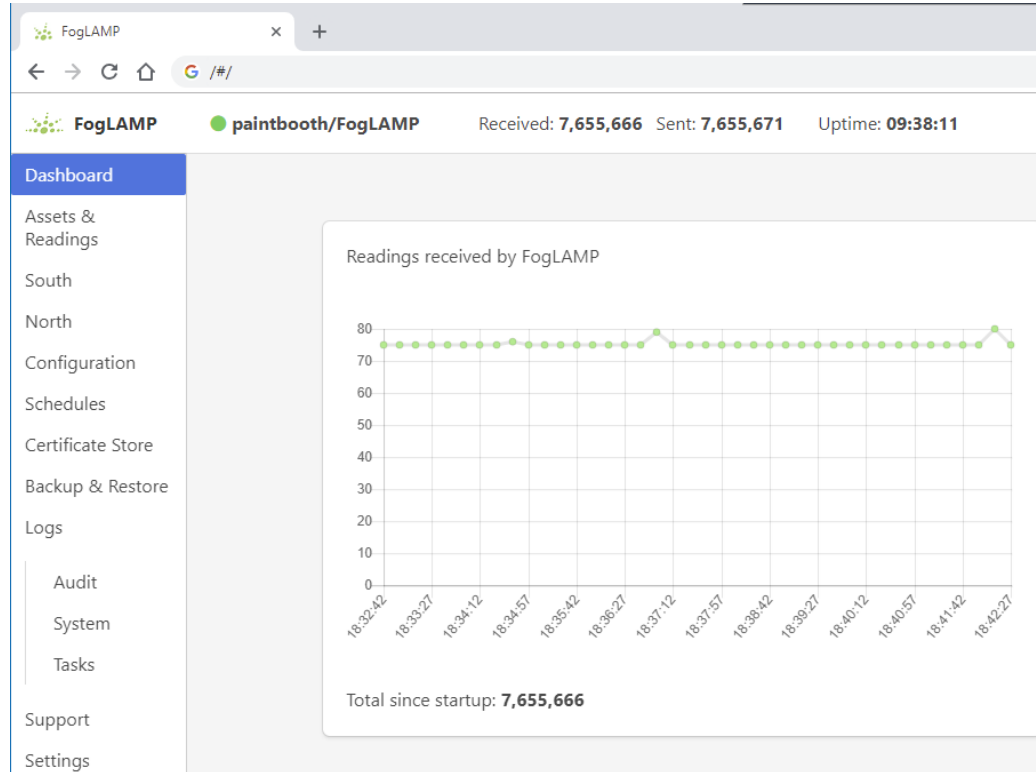 FogLAMP
/#/
FogLAMP
paintbooth/FogLAMP Received: 7,655,666 Sent: 7,655,671 Uptime: 09:38:11
Dashboard
Assets &
Readings
South
North
Configuration
Schedules
Certificate Store
Backup & Restore
Logs
Audit
System
Tasks
Support
Settings
Readings received by FogLAMP
80
70
60
50
40
30
20
10
0
18:32:42 18:33:27 18:34:12 18:34:57 18:35:42 18:36:27 18:37:12 18:37:57 18:38:42 18:39:27 18:40:12 18:40:57 18:41:42 18:42:27
Total since startup: 7,655,666